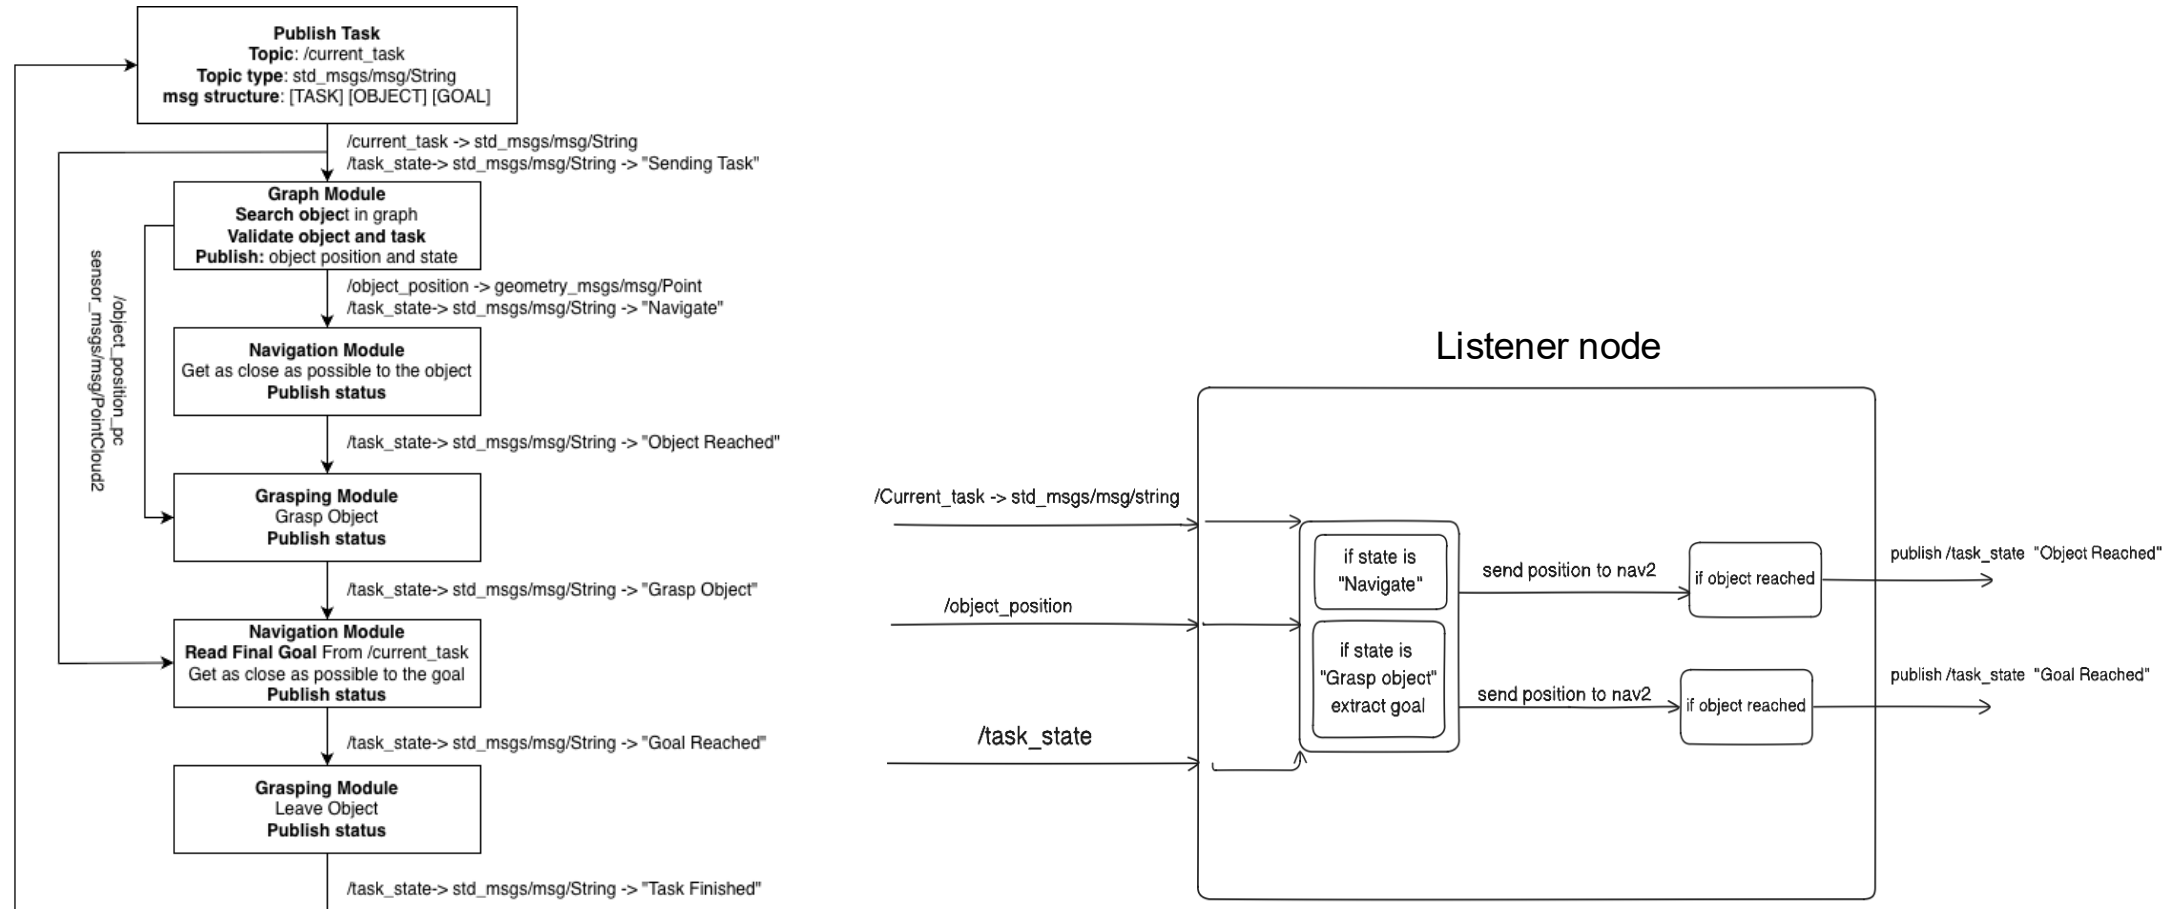 Publish Task
Topic: /current_task
Topic type: std_msgs/msg/String
msg structure: [TASK] [OBJECT] [GOAL]
/current_task -> std_msgs/msg/String
/task_state-> std_msgs/msg/String -> "Sending Task"
Graph Module
Search object in graph
Validate object and task
Publish: object position and state
/object_position_pc
sensor_msgs/msg/PointCloud2
/object_position -> geometry_msgs/msg/Point
/task_state-> std_msgs/msg/String -> "Navigate"
Navigation Module
Get as close as possible to the object
Publish status
/task_state-> std_msgs/msg/String -> "Object Reached"
Grasping Module
Grasp Object
Publish status
/task_state-> std_msgs/msg/String -> "Grasp Object"
Navigation Module
Read Final Goal From /current_task
Get as close as possible to the goal
Publish status
/task_state-> std_msgs/msg/String -> "Goal Reached"
Grasping Module
Leave Object
Publish status
/task_state-> std_msgs/msg/String -> "Task Finished"
Listener node
/Current_task -> std_msgs/msg/string
/object_position
/task_state
if state is
"Navigate"
if state is
"Grasp object"
extract goal
send position to nav2
if object reached
publish /task_state "Object Reached"
send position to nav2
if object reached
publish /task_state "Goal Reached"